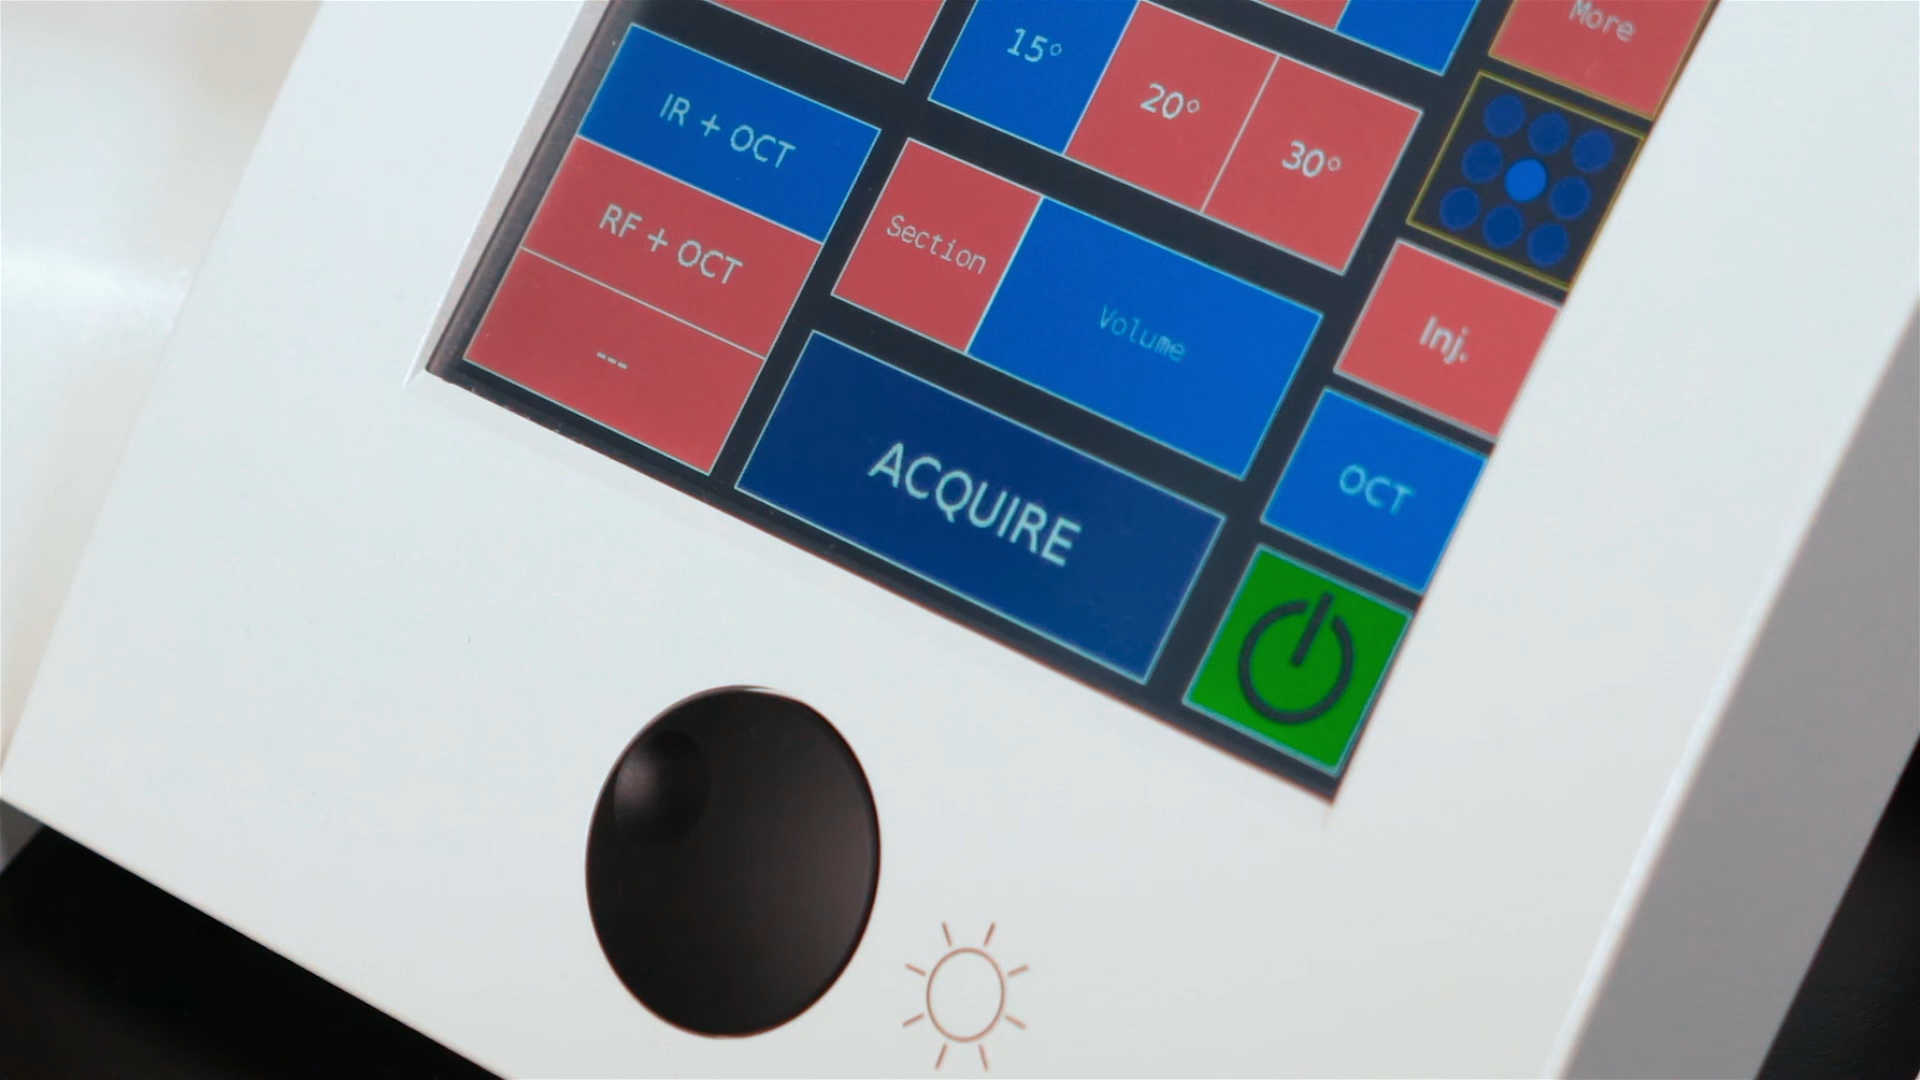 More
15°
20°
30°
IR + OCT
RF + OCT
---
Section
Volume
Inj.
OCT
ACQUIRE